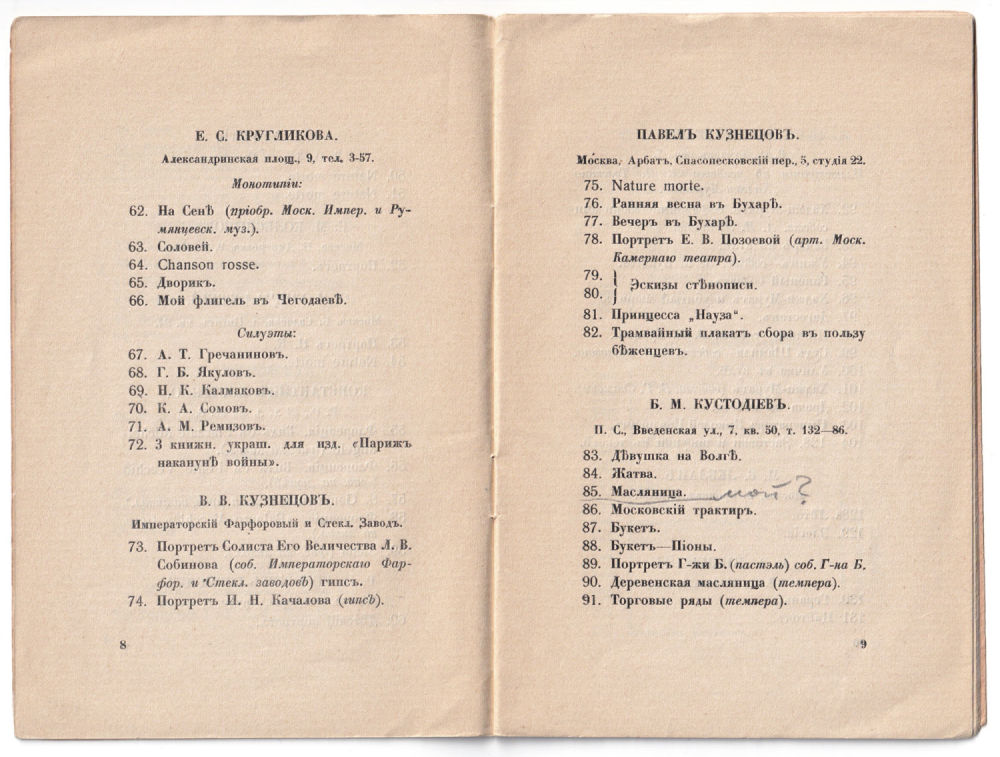 Е. С. КРУГЛИКОВА.
Александринская площ., 9, тел. 3-57.
Монотипіи:
62. На Сенѣ (пріобр. Моск. Импер. и Ру-
мянцевск. муз.).
63. Соловей.
64. Chanson rosse.
65. Дворикъ.
66. Мой флигель въ Чегодаевѣ.
Силуэты:
67. А. Т. Гречаниновъ.
68. Г. Б. Якуловъ.
69. Н. К. Калмаковъ.
70. К. А. Сомовъ.
71. А. М. Ремизовъ.
72. 3 книжн. украш. для изд. «Парижъ
наканунѣ войны».
В. В. КУЗНЕЦОВЪ.
Императорскій Фарфоровый и Стекл. Заводъ.
73. Портретъ Солиста Его Величества Л. В.
Собинова (соб. Императорскаго Фар-
фор. и Стекл. заводовъ) гипсъ.
74. Портретъ И. Н. Качалова (гипсъ).
8
ПАВЕЛЪ КУЗНЕЦОВЪ.
Москва, Арбатъ, Спасопесковскій пер., 5, студія 22.
75. Nature morte.
76. Ранняя весна въ Бухарѣ.
77. Вечеръ въ Бухарѣ.
78. Портретъ Е. В. Позоевой (арт. Моск.
Камернаго театра).
79.
80. } Эскизы стѣнописи.
81. Принцесса „Науза“.
82. Трамвайный плакатъ сбора въ пользу
бѣженцевъ.
Б. М. КУСТОДІЕВЪ.
П. С., Введенская ул., 7, кв. 50, т. 132—86.
83. Дѣвушка на Волгѣ.
84. Жатва.
85. Масляница. мой?
86. Московскій трактиръ.
87. Букетъ.
88. Букетъ—Піоны.
89. Портретъ Г-жи Б. (пастэль) соб. Г-на Б.
90. Деревенская масляница (темпера).
91. Торговые ряды (темпера).
9